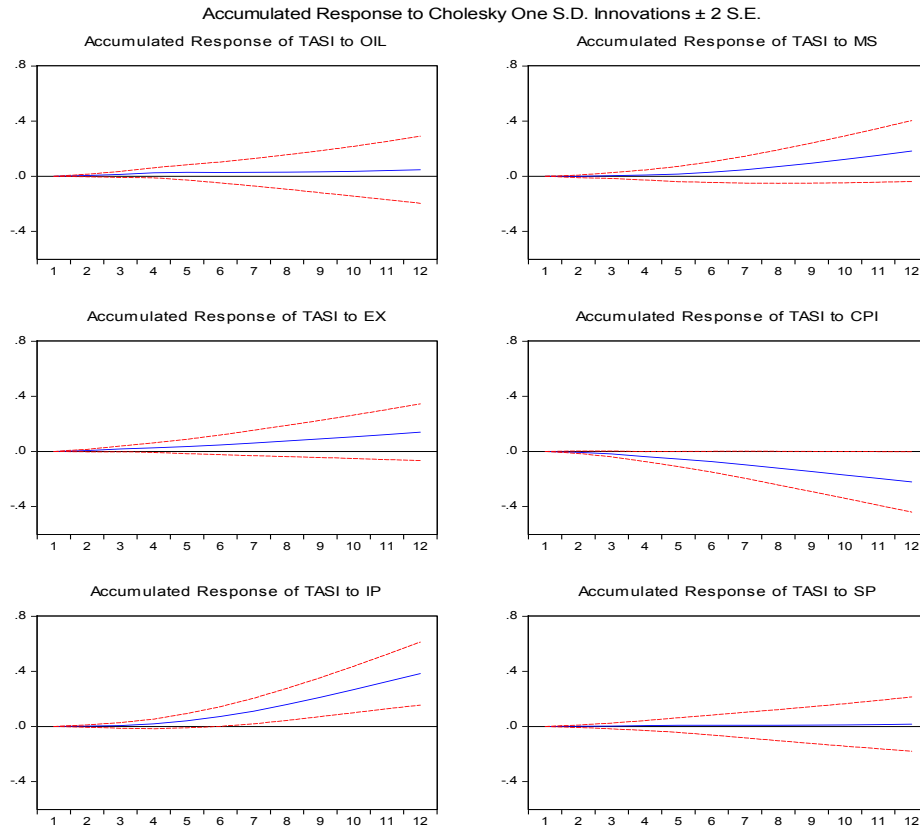 Accumulated Response to Cholesky One S.D. Innovations ± 2 S.E.
Accumulated Response of TASI to OIL
.8
.4
.0
-.4
1 2 3 4 5 6 7 8 9 10 11 12
Accumulated Response of TASI to MS
.8
.4
.0
-.4
1 2 3 4 5 6 7 8 9 10 11 12
Accumulated Response of TASI to EX
.8
.4
.0
-.4
1 2 3 4 5 6 7 8 9 10 11 12
Accumulated Response of TASI to CPI
.8
.4
.0
-.4
1 2 3 4 5 6 7 8 9 10 11 12
Accumulated Response of TASI to IP
.8
.4
.0
-.4
1 2 3 4 5 6 7 8 9 10 11 12
Accumulated Response of TASI to SP
.8
.4
.0
-.4
1 2 3 4 5 6 7 8 9 10 11 12